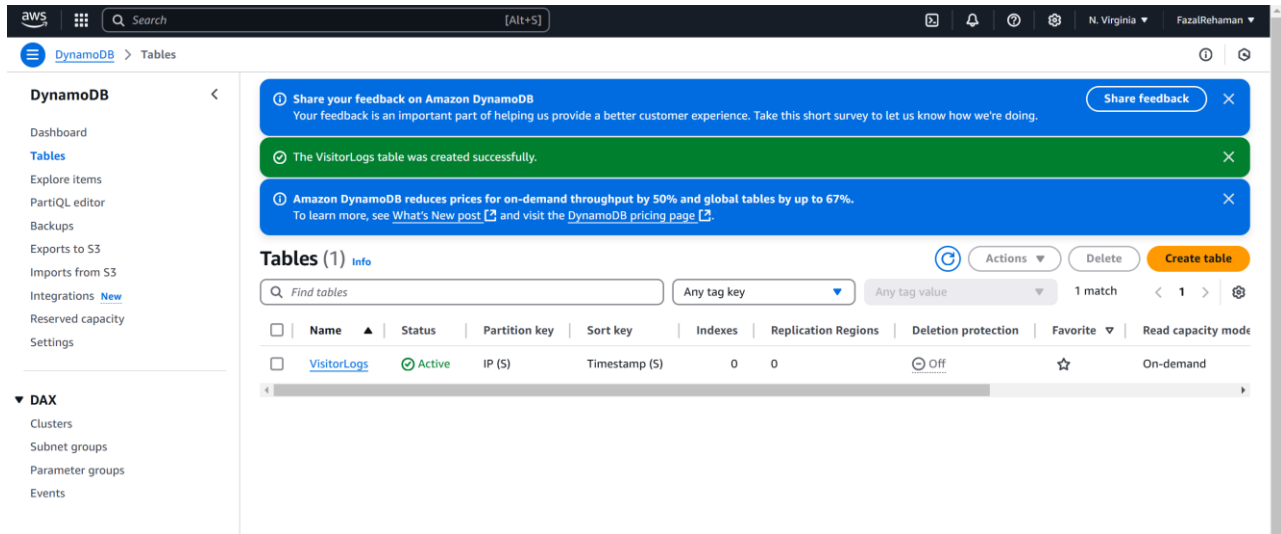 aws
Search
[Alt+S]
N. Virginia
FazalRehaman
DynamoDB > Tables
DynamoDB
Dashboard
Tables
Explore items
PartiQL editor
Backups
Exports to S3
Imports from S3
Integrations New
Reserved capacity
Settings
DAX
Clusters
Subnet groups
Parameter groups
Events
Share your feedback on Amazon DynamoDB
Your feedback is an important part of helping us provide a better customer experience. Take this short survey to let us know how we're doing.
Share feedback
The VisitorLogs table was created successfully.
Amazon DynamoDB reduces prices for on-demand throughput by 50% and global tables by up to 67%.
To learn more, see What's New post and visit the DynamoDB pricing page.
Tables (1) Info
Actions
Delete
Create table
Find tables
Any tag key
Any tag value
1 match
1
Name Status Partition key Sort key Indexes Replication Regions Deletion protection Favorite Read capacity mode
VisitorLogs Active IP (S) Timestamp (S) 0 0 Off On-demand